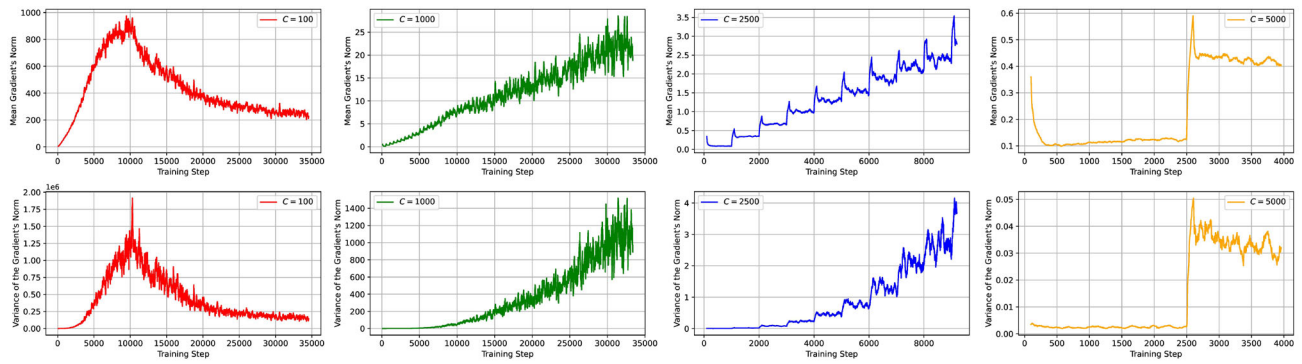 Mean Gradient's Norm
1000
800
600
400
200
0
C = 100
0 5000 10000 15000 20000 25000 30000 35000
Training Step
Mean Gradient's Norm
25
20
15
10
5
0
C = 1000
0 5000 10000 15000 20000 25000 30000 35000
Training Step
Mean Gradient's Norm
3.5
3.0
2.5
2.0
1.5
1.0
0.5
0.0
C = 2500
0 2000 4000 6000 8000
Training Step
Mean Gradient's Norm
0.6
0.5
0.4
0.3
0.2
0.1
C = 5000
0 500 1000 1500 2000 2500 3000 3500 4000
Training Step
Variance of the Gradient's Norm
1e6
2.00
1.75
1.50
1.25
1.00
0.75
0.50
0.25
0.00
C = 100
0 5000 10000 15000 20000 25000 30000 35000
Training Step
Variance of the Gradient's Norm
1400
1200
1000
800
600
400
200
0
C = 1000
0 5000 10000 15000 20000 25000 30000 35000
Training Step
Variance of the Gradient's Norm
4
3
2
1
0
C = 2500
0 2000 4000 6000 8000
Training Step
Variance of the Gradient's Norm
0.05
0.04
0.03
0.02
0.01
0.00
C = 5000
0 500 1000 1500 2000 2500 3000 3500 4000
Training Step